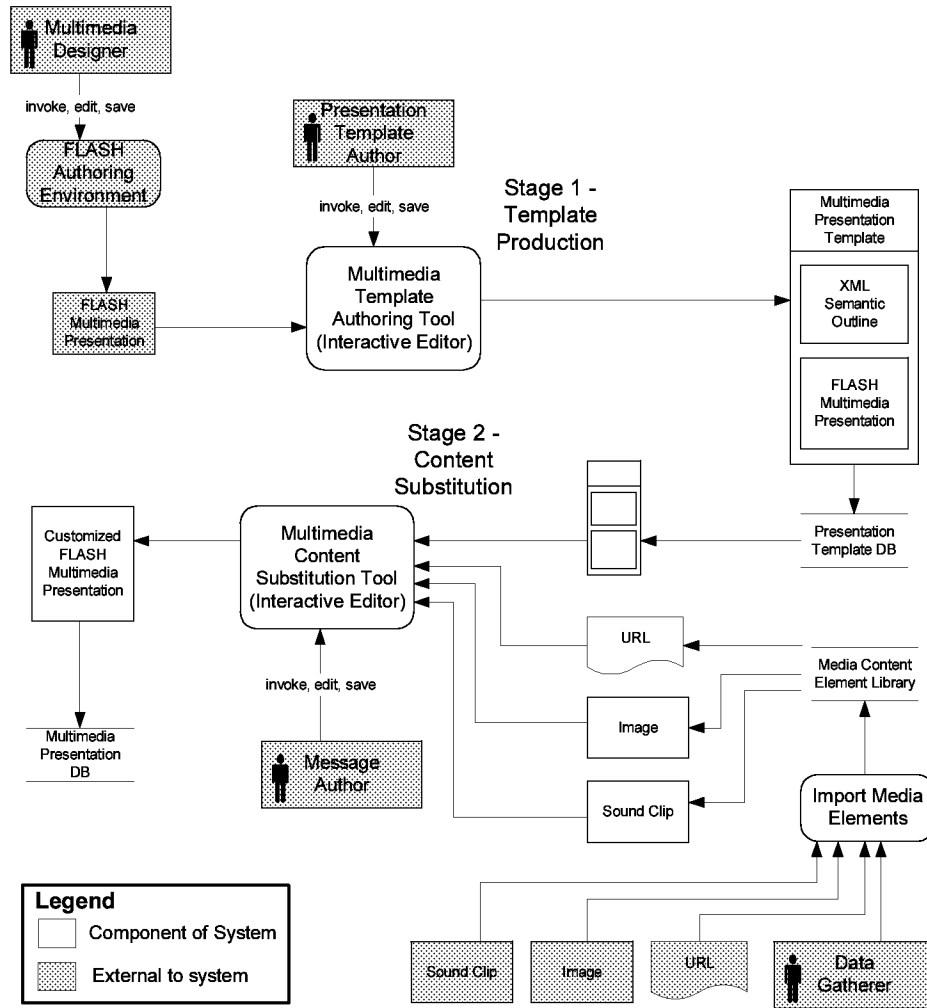 Multimedia
Designer
invoke, edit, save
FLASH
Authoring
Environment
FLASH
Multimedia
Presentation
Presentation
Template
Author
invoke, edit, save
Multimedia
Template
Authoring Tool
(Interactive Editor)
Stage 1 -
Template
Production
Multimedia
Presentation
Template
XML
Semantic
Outline
FLASH
Multimedia
Presentation
Stage 2 -
Content
Substitution
Presentation
Template DB
Customized
FLASH
Multimedia
Presentation
Multimedia
Content
Substitution Tool
(Interactive Editor)
URL
Media Content
Element Library
invoke, edit, save
Image
Multimedia
Presentation
DB
Message
Author
Sound Clip
Import Media
Elements
Legend
Component of System
External to system
Sound Clip
Image
URL
Data
Gatherer